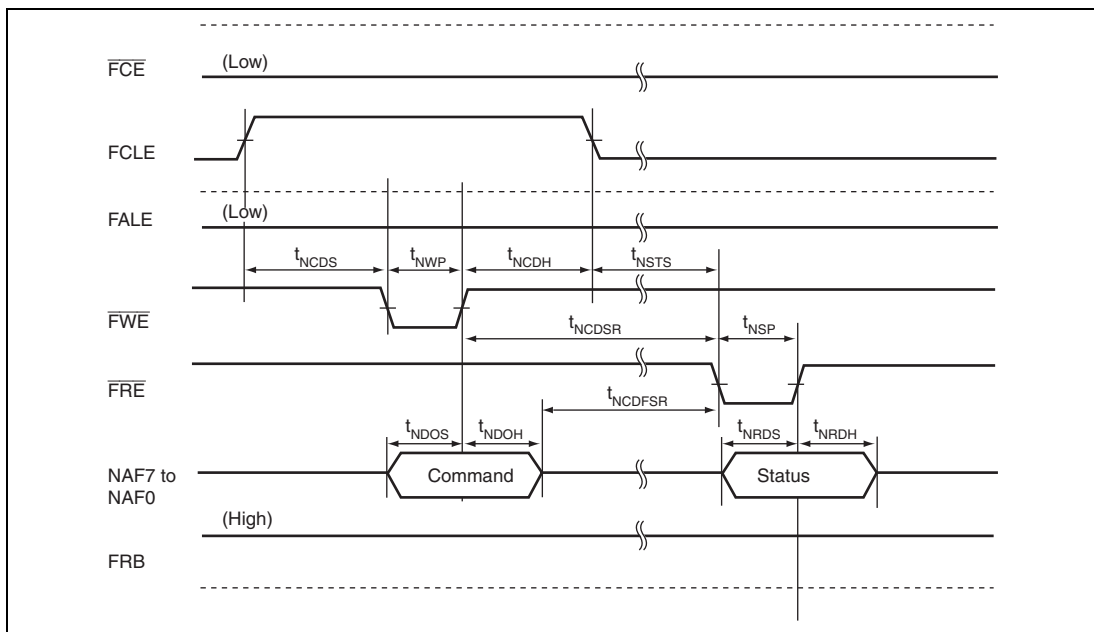 FCE
(Low)
FCLE
FALE
(Low)
tNCDS
tNWP
tNCDH
tNSTS
FWE
tNCDSR
tNSP
FRE
tNCDFSR
tNDOS
tNDOH
tNRDS
tNRDH
NAF7 to
NAF0
Command
Status
(High)
FRB